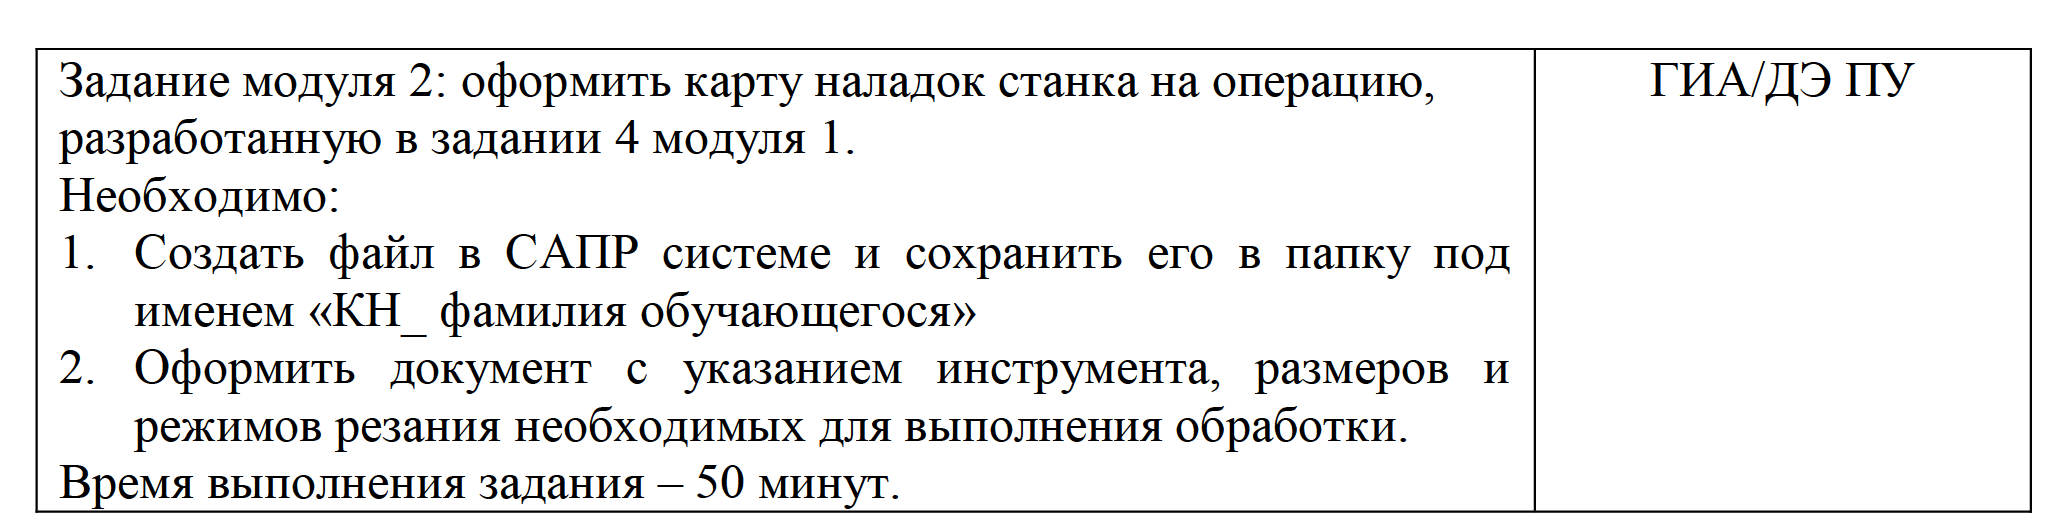 Задание модуля 2: оформить карту наладок станка на операцию,
разработанную в задании 4 модуля 1.
Необходимо:
1. Создать файл в САПР системе и сохранить его в папку под
именем «КН_ фамилия обучающегося»
2. Оформить документ с указанием инструмента, размеров и
режимов резания необходимых для выполнения обработки.
Время выполнения задания – 50 минут.
ГИА/ДЭ ПУ